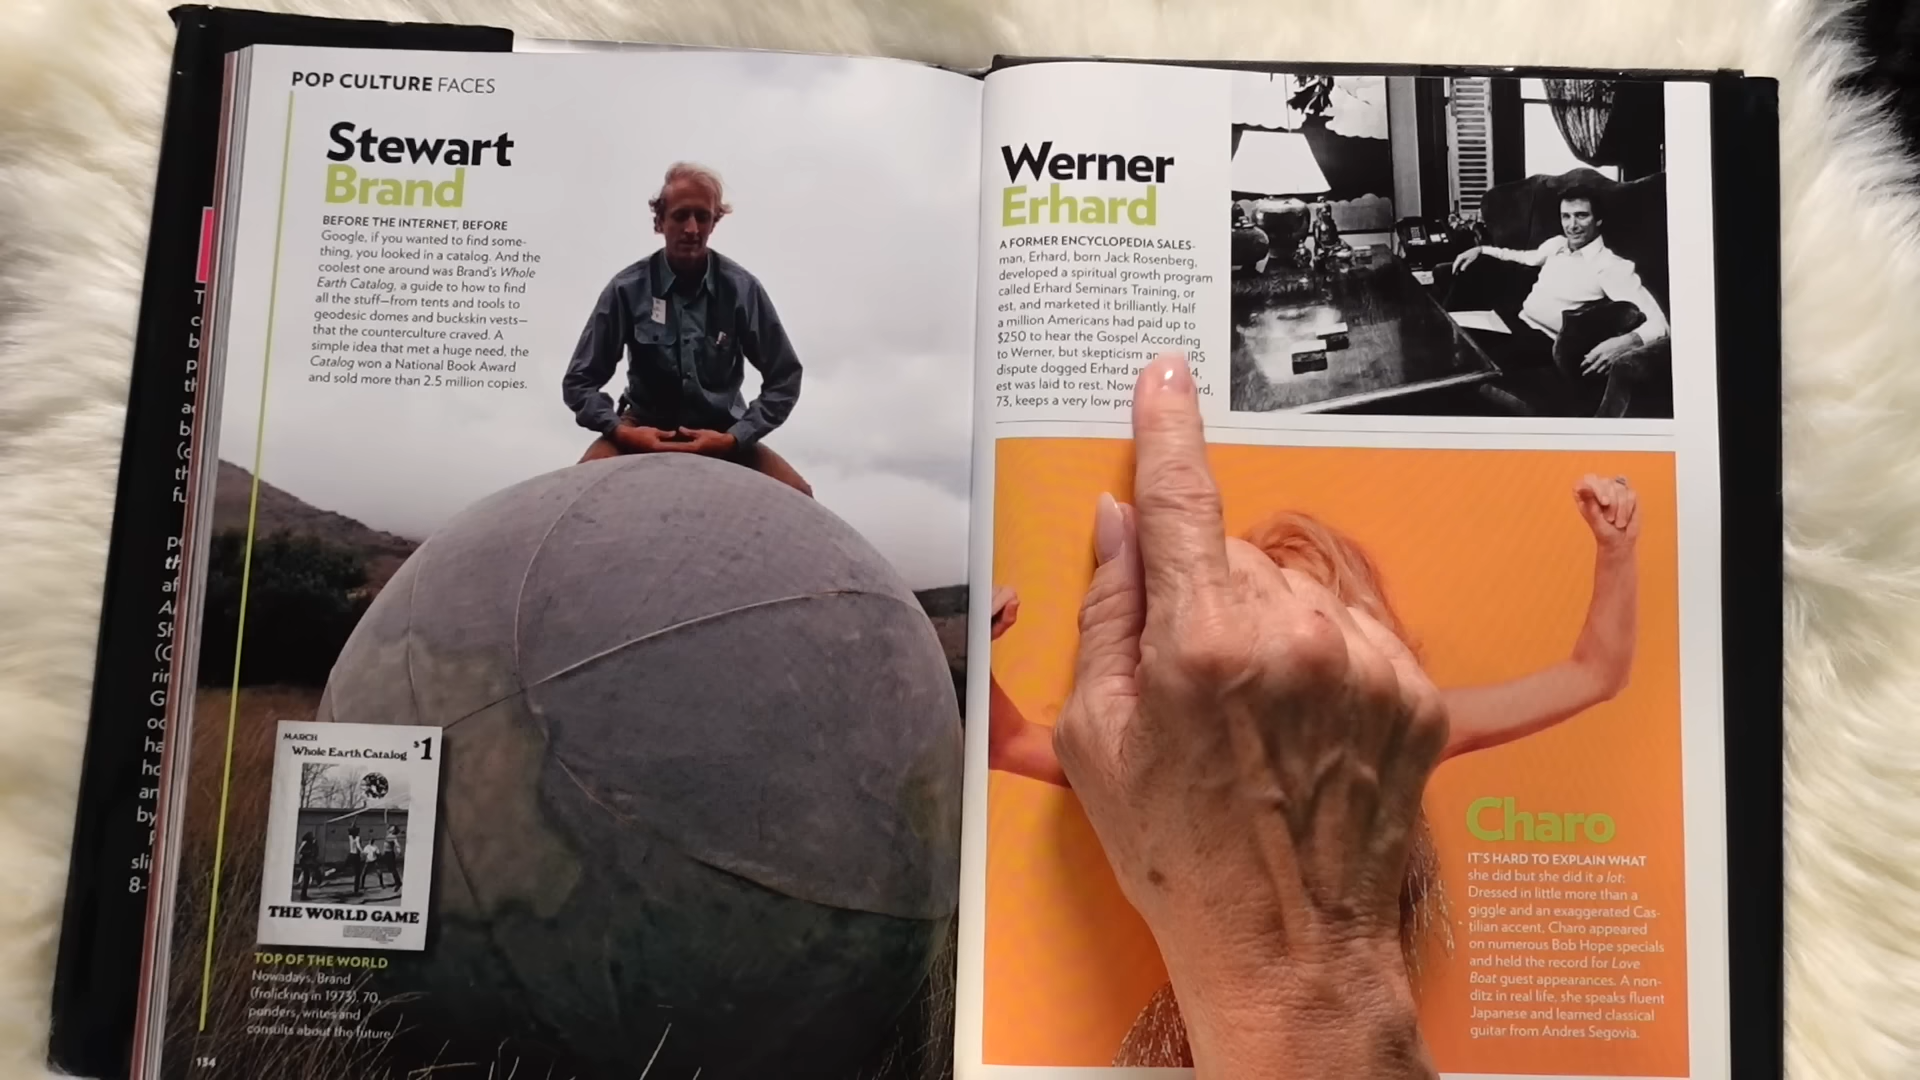 POP CULTURE FACES
Stewart
Brand
BEFORE THE INTERNET, BEFORE
Google, if you wanted to find some-
thing, you looked in a catalog. And the
coolest one around was Brand's Whole
Earth Catalog, a guide to how to find
all the stuff—from tents and tools to
geodesic domes and buckskin vests—
that the counterculture craved. A
simple idea that met a huge need, the
Catalog won a National Book Award
and sold more than 2.5 million copies.
MARCH
Whole Earth Catalog $1
THE WORLD GAME
TOP OF THE WORLD
Nowadays, Brand
(frolicking in 1973), 70,
ponders, writes and
consults about the future.
134
Werner
Erhard
A FORMER ENCYCLOPEDIA SALES-
man, Erhard, born Jack Rosenberg,
developed a spiritual growth program
called Erhard Seminars Training, or
est, and marketed it brilliantly. Half
a million Americans had paid up to
$250 to hear the Gospel According
to Werner, but skepticism an IRS
dispute dogged Erhard
est was laid to rest. Now
73, keeps a very low
Charo
IT'S HARD TO EXPLAIN WHAT
she did but she did it a lot:
Dressed in little more than a
giggle and an exaggerated Cas-
tilian accent, Charo appeared
on numerous Bob Hope specials
and held the record for Love
Boat guest appearances. A non-
ditz in real life, she speaks fluent
Japanese and learned classical
guitar from Andres Segovia.